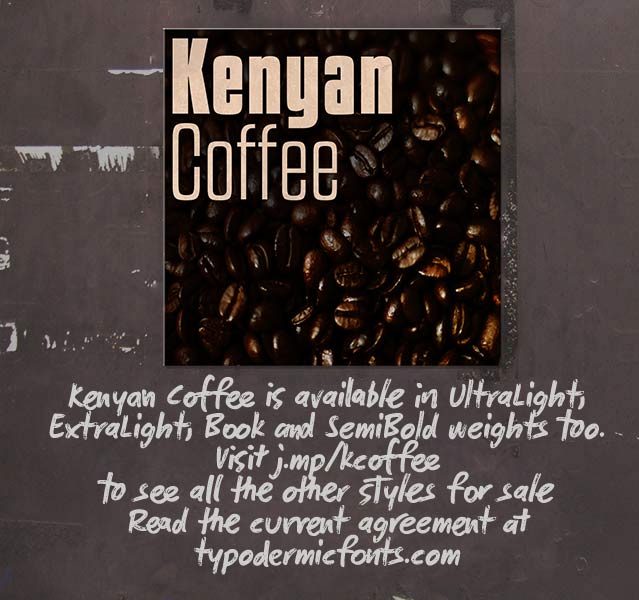 Kenyan
Coffee
Kenyan Coffee is available in UltraLight,
ExtraLight, Book and SemiBold weights too.
Visit j.mp/kcoffee
to see all the other styles for sale
Read the current agreement at
typodermicfonts.com